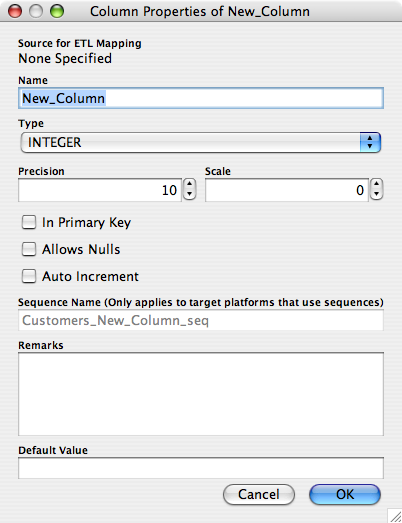 Column Properties of New_Column
Source for ETL Mapping
None Specified
Name
New_Column
Type
INTEGER
Precision
Scale
10
0
In Primary Key
Allows Nulls
Auto Increment
Sequence Name (Only applies to target platforms that use sequences)
Customers_New_Column_seq
Remarks
Default Value
Cancel
OK